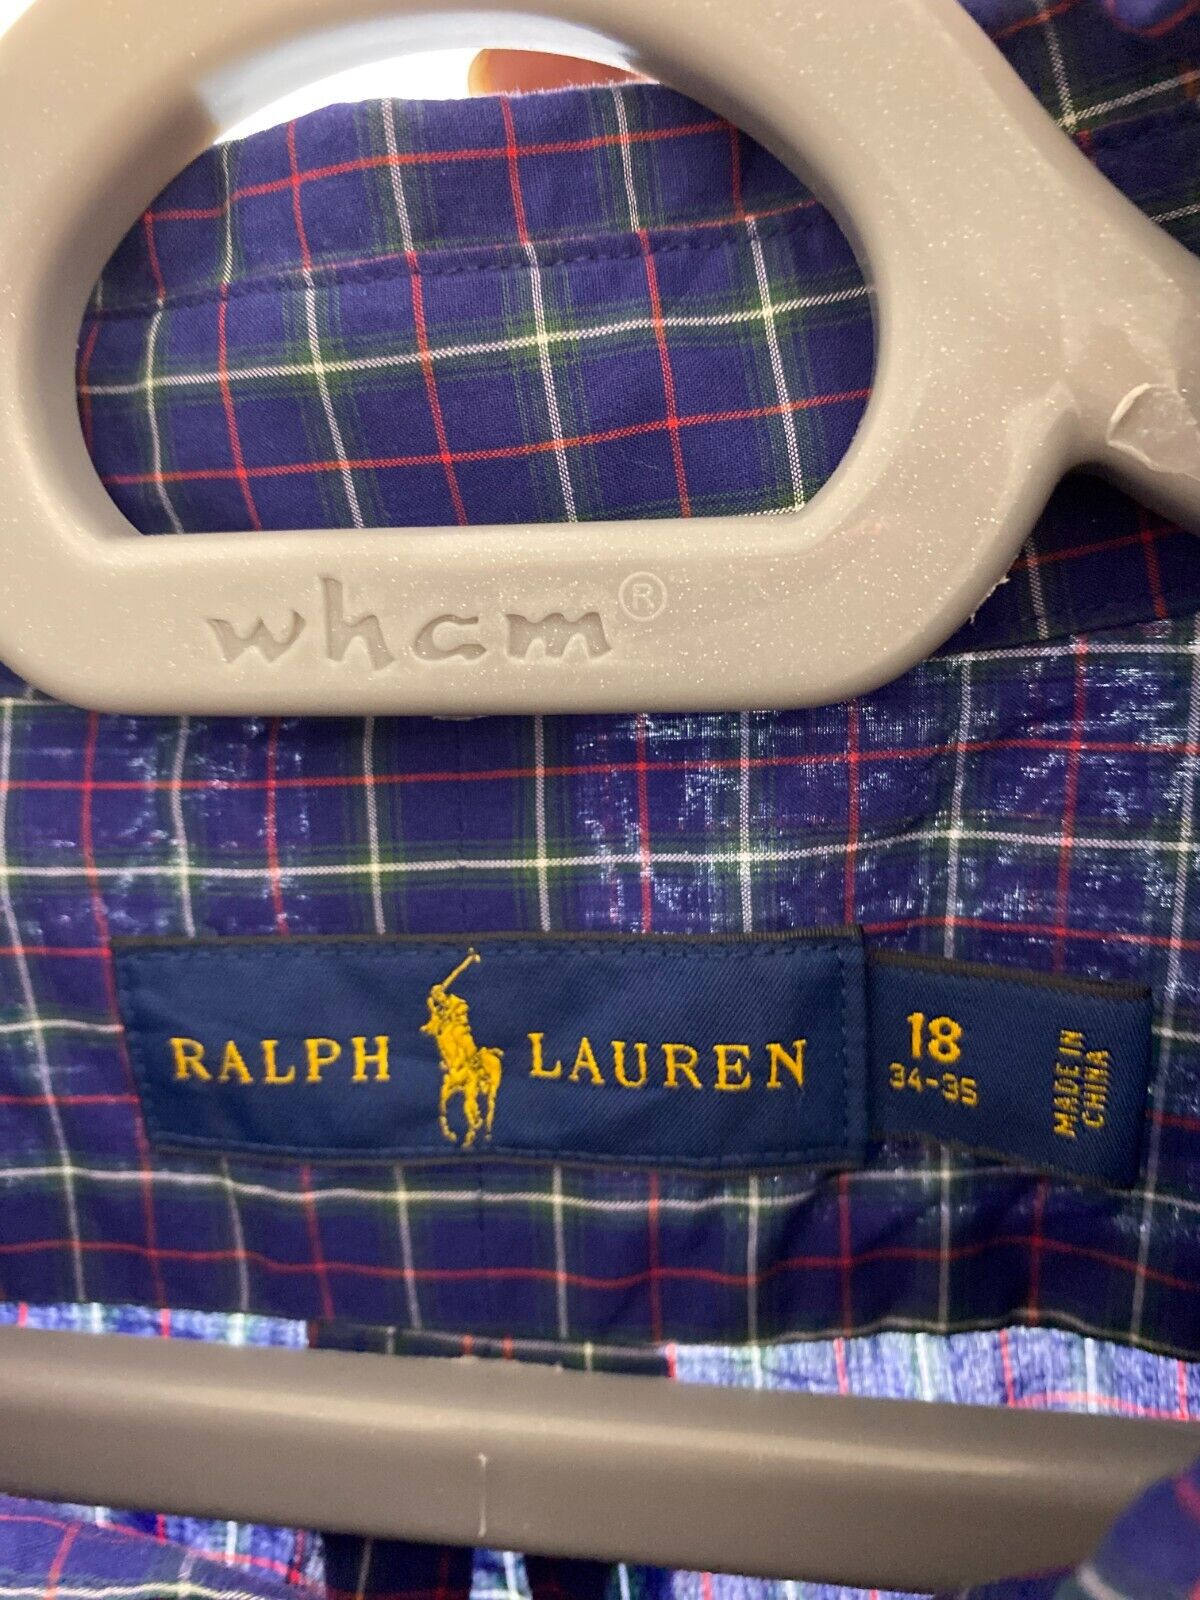 whcm®
RALPH LAUREN
18
34-35
MADE IN
CHINA